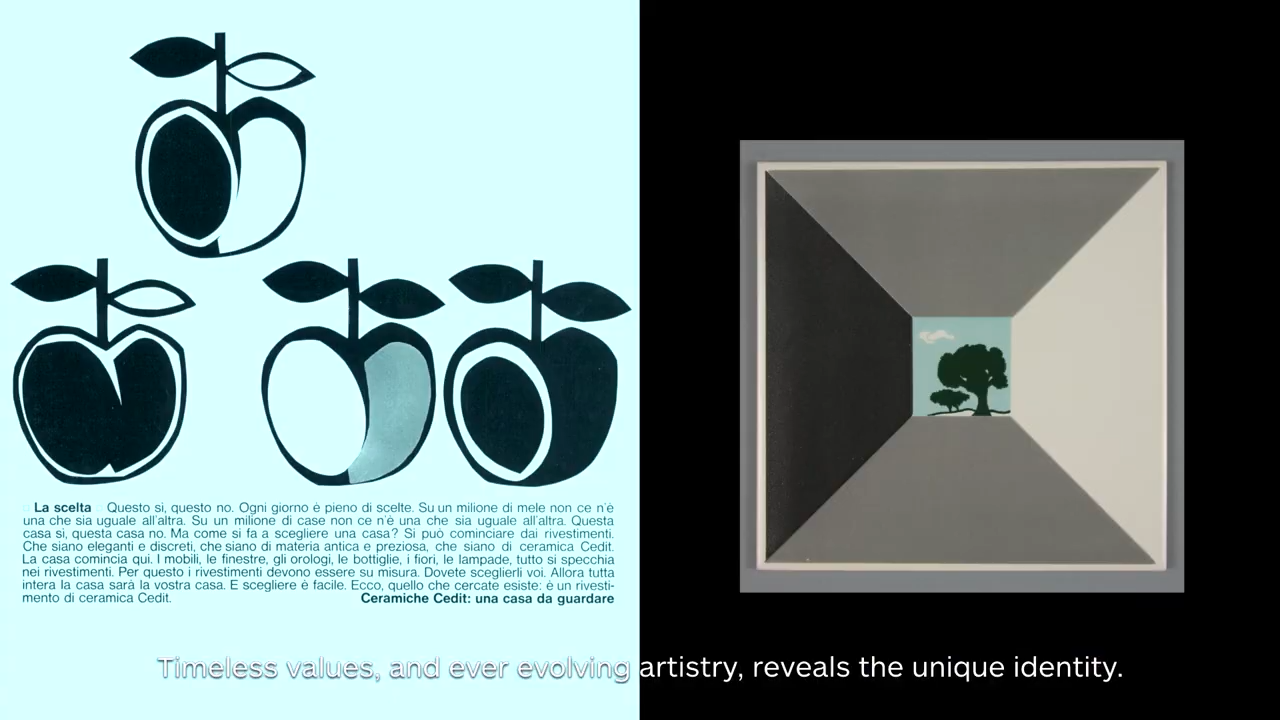 La scelta Questo si, questo no. Ogni giorno è pieno di scelte. Su un milione di mele non ce n'è
una che sia uguale all'altra. Su un milione di case non ce n'è una che sia uguale all'altra. Questa
casa si, questa casa no. Ma come si fa a scegliere una casa? Si può cominciare dai rivestimenti.
Che siano eleganti e discreti, che siano di materia antica e preziosa, che siano di ceramica Cedit.
La casa comincia qui. I mobili, le finestre, gli orologi, le bottiglie, i fiori, le lampade, tutto si specchia
nei rivestimenti. Per questo i rivestimenti devono essere su misura. Dovete sceglierli voi. Allora tutta
intera la casa sarà la vostra casa. E scegliere è facile. Ecco, quello che cercate esiste: è un rivesti-
mento di ceramica Cedit. Ceramiche Cedit: una casa da guardare
Timeless values, and ever evolving artistry, reveals the unique identity.